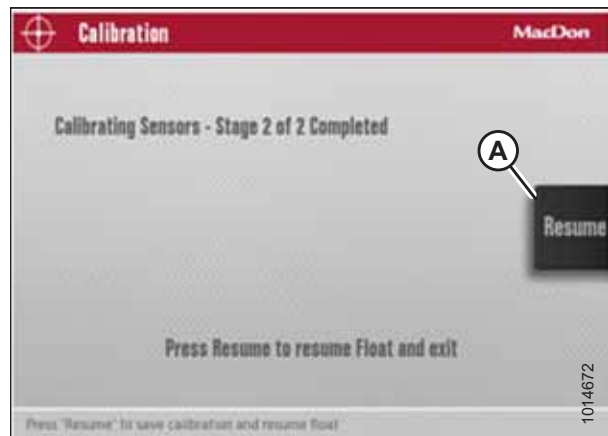 Calibration
MacDon
Calibrating Sensors - Stage 2 of 2 Completed
A
Resume
Press Resume to resume Float and exit
Press 'Resume' to save calibration and resume float
1014672